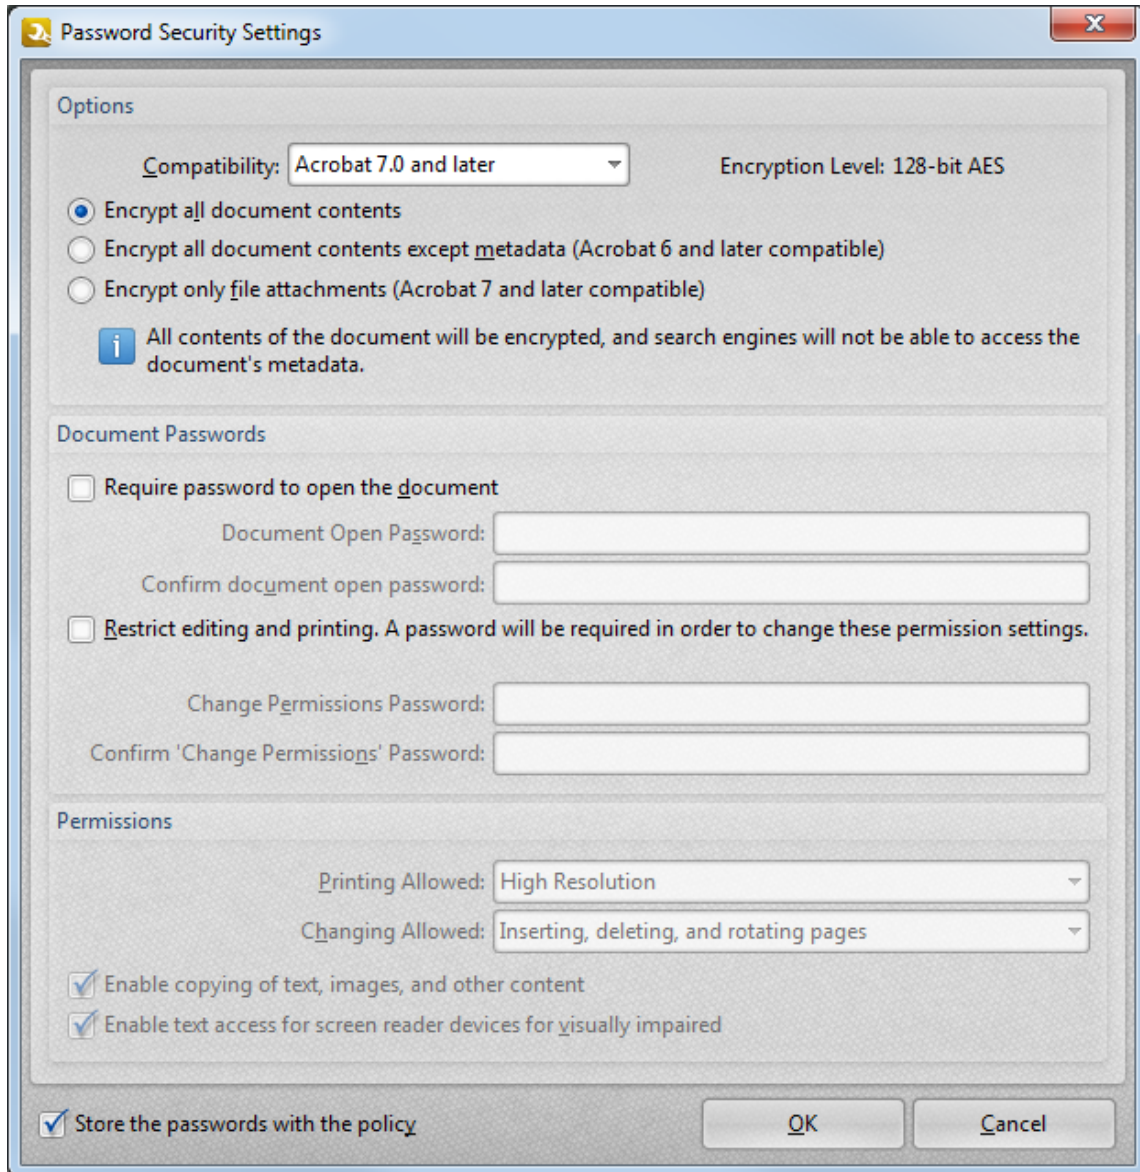 Password Security Settings
Options
Compatibility: Acrobat 7.0 and later Encryption Level: 128-bit AES
Encrypt all document contents
Encrypt all document contents except metadata (Acrobat 6 and later compatible)
Encrypt only file attachments (Acrobat 7 and later compatible)
All contents of the document will be encrypted, and search engines will not be able to access the
document's metadata.
Document Passwords
Require password to open the document
Document Open Password:
Confirm document open password:
Restrict editing and printing. A password will be required in order to change these permission settings.
Change Permissions Password:
Confirm 'Change Permissions' Password:
Permissions
Printing Allowed: High Resolution
Changing Allowed: Inserting, deleting, and rotating pages
Enable copying of text, images, and other content
Enable text access for screen reader devices for visually impaired
Store the passwords with the policy OK Cancel